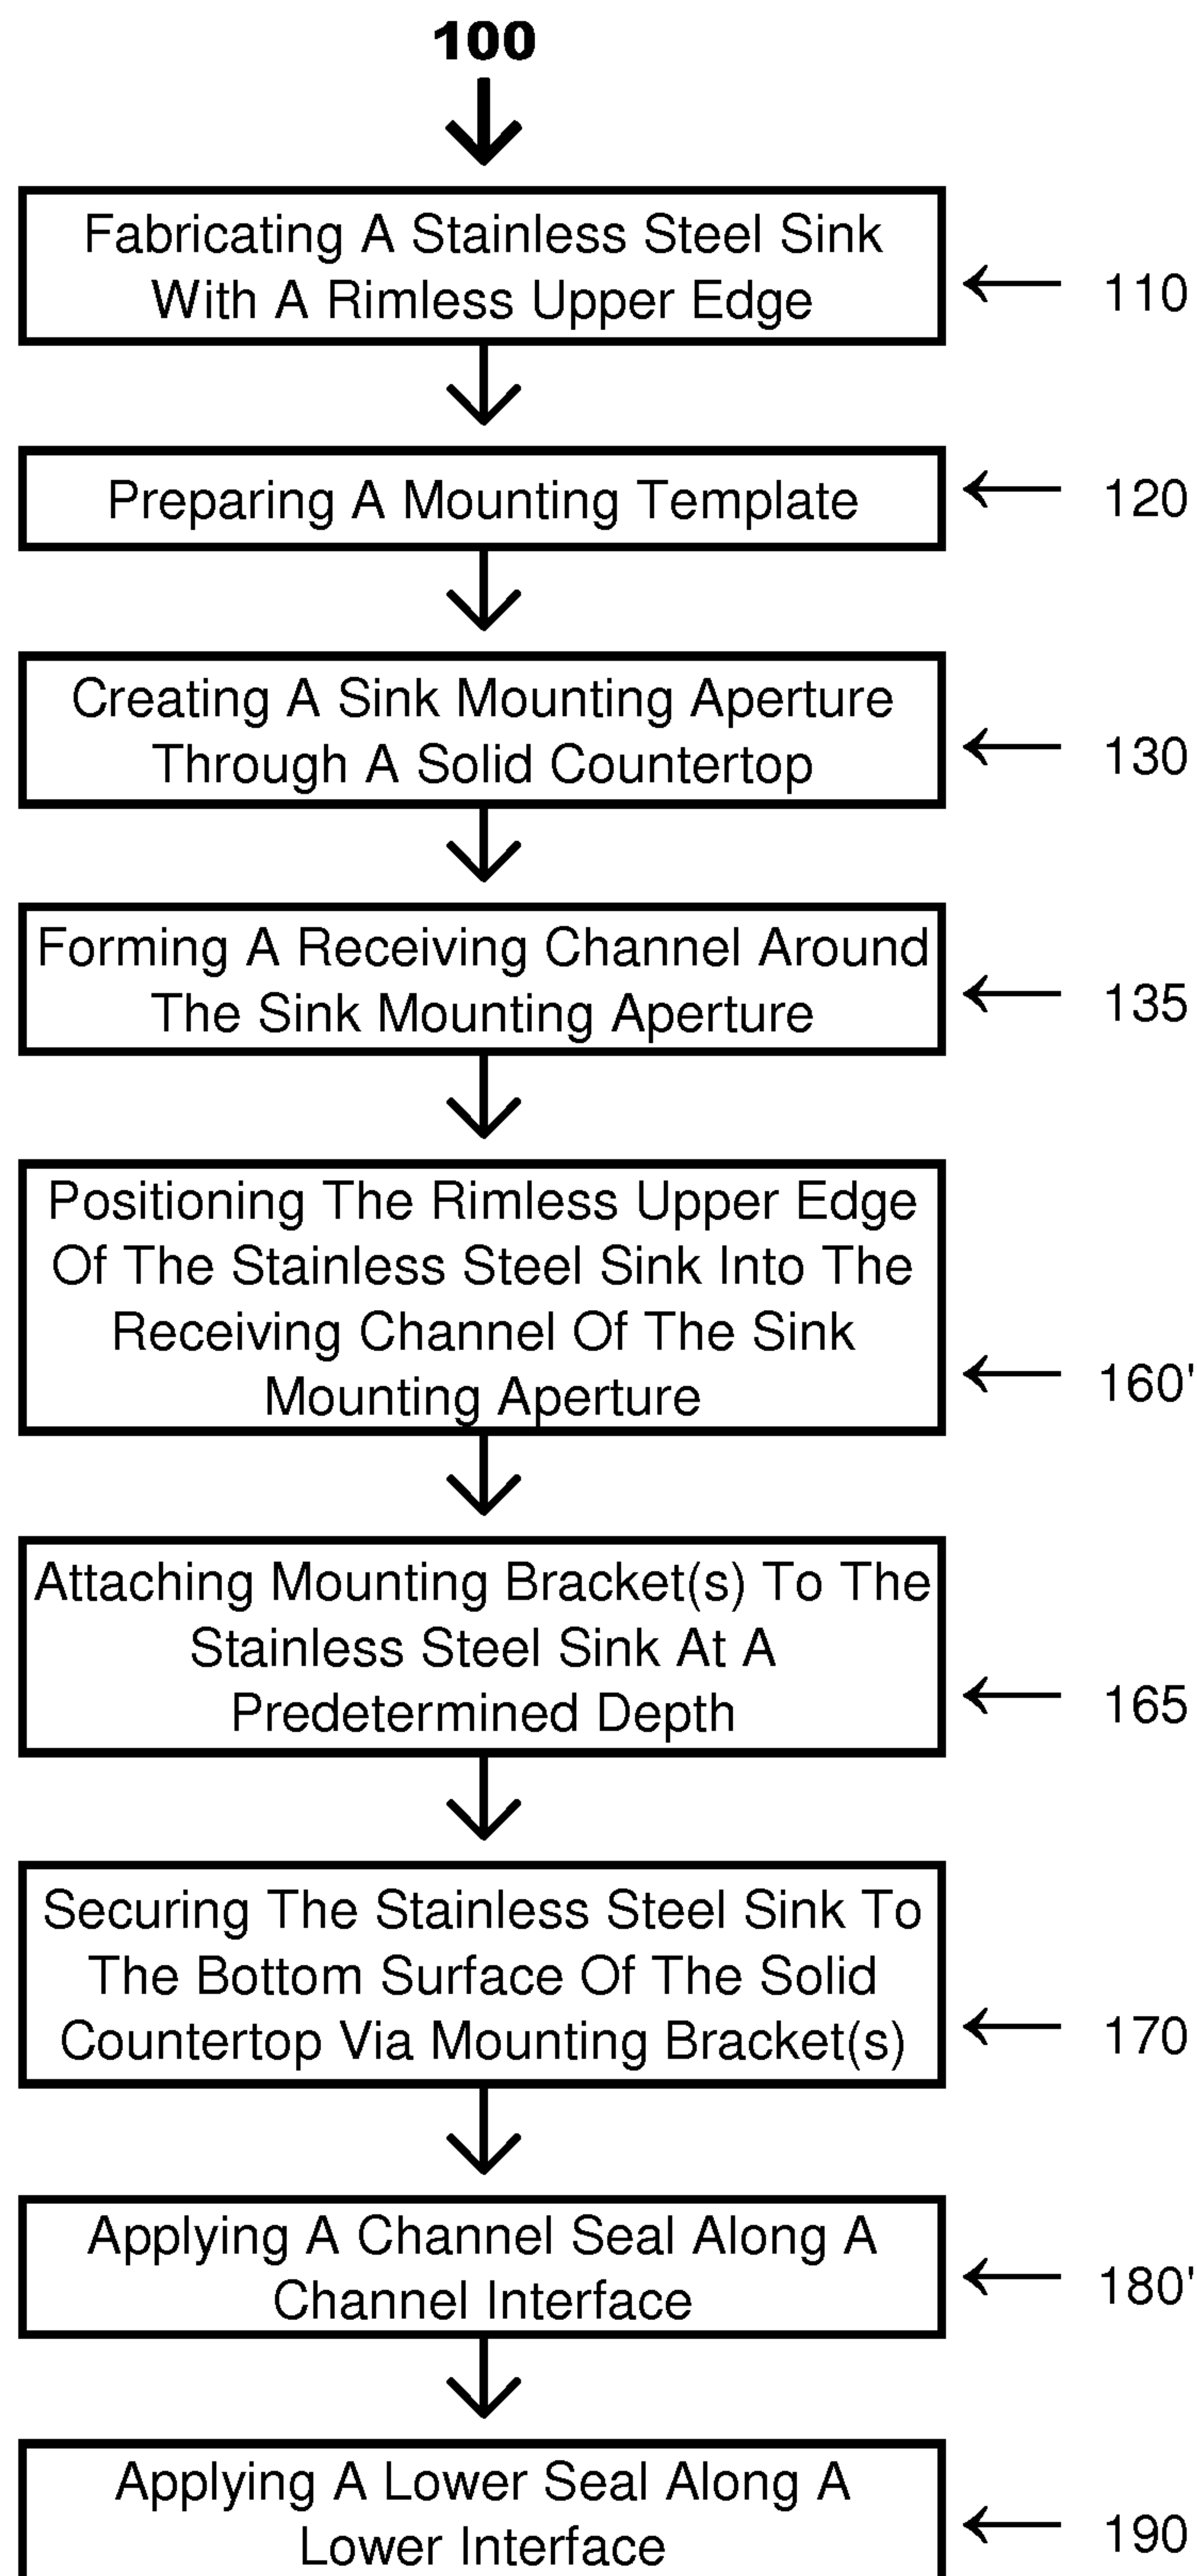 100
Fabricating A Stainless Steel Sink
With A Rimless Upper Edge
110
Preparing A Mounting Template
120
Creating A Sink Mounting Aperture
Through A Solid Countertop
130
Forming A Receiving Channel Around
The Sink Mounting Aperture
135
Positioning The Rimless Upper Edge
Of The Stainless Steel Sink Into The
Receiving Channel Of The Sink
Mounting Aperture
160'
Attaching Mounting Bracket(s) To The
Stainless Steel Sink At A
Predetermined Depth
165
Securing The Stainless Steel Sink To
The Bottom Surface Of The Solid
Countertop Via Mounting Bracket(s)
170
Applying A Channel Seal Along A
Channel Interface
180'
Applying A Lower Seal Along A
Lower Interface
190